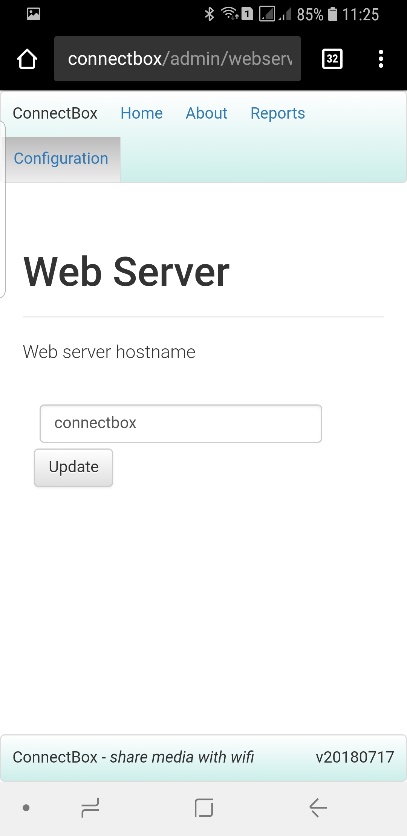 85% 11:25
connectbox/admin/webserv
32
ConnectBox Home About Reports
Configuration
Web Server
Web server hostname
connectbox
Update
ConnectBox - share media with wifi v20180717